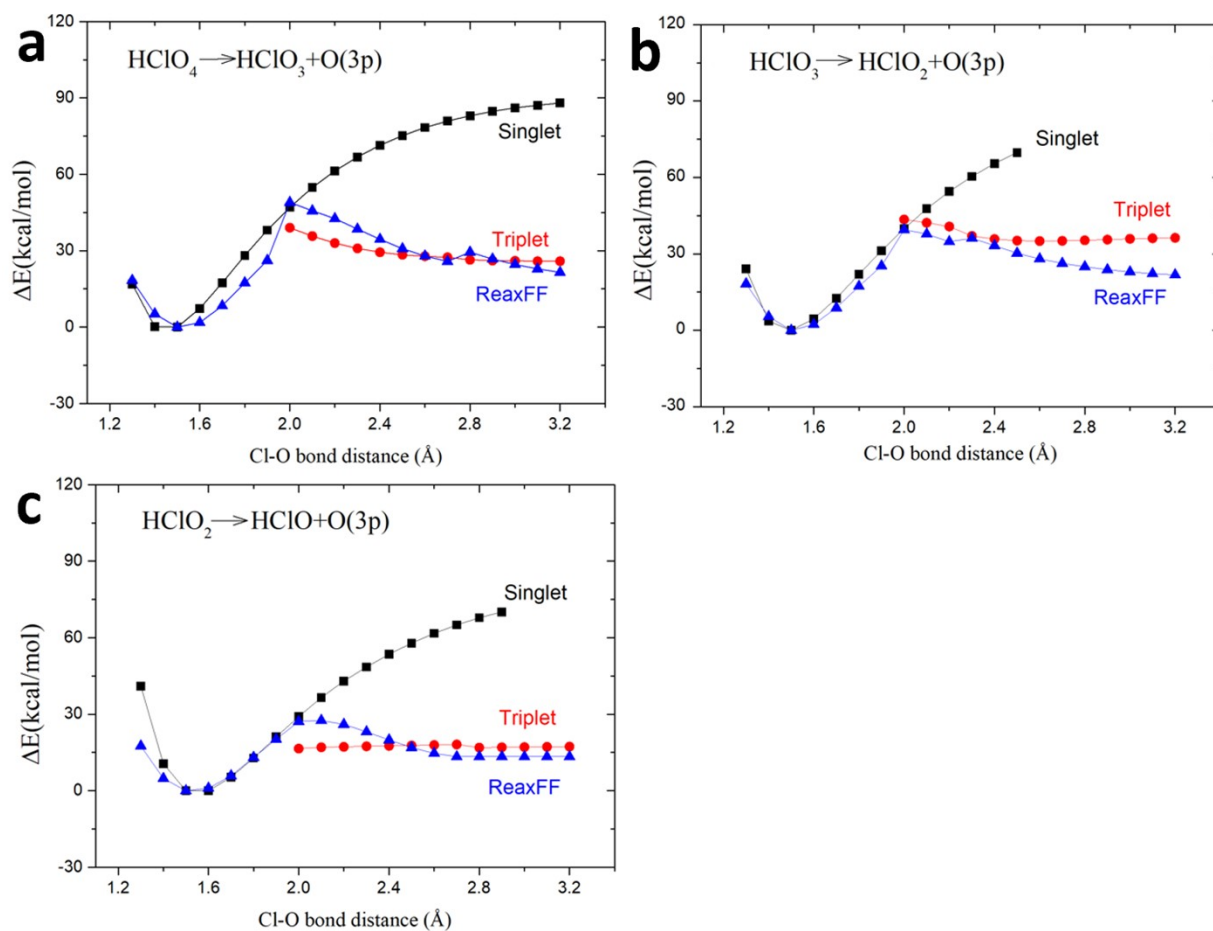 a
HClO₄ → HClO₃+O(3p)
120
90
60
30
0
-30
ΔE(kcal/mol)
Singlet
Triplet
ReaxFF
1.2 1.6 2.0 2.4 2.8 3.2
Cl-O bond distance (Å)
b
HClO₃ → HClO₂+O(3p)
120
90
60
30
0
-30
ΔE(kcal/mol)
Singlet
Triplet
ReaxFF
1.2 1.6 2.0 2.4 2.8 3.2
Cl-O bond distance (Å)
c
HClO₂ → HClO+O(3p)
120
90
60
30
0
-30
ΔE(kcal/mol)
Singlet
Triplet
ReaxFF
1.2 1.6 2.0 2.4 2.8 3.2
Cl-O bond distance (Å)